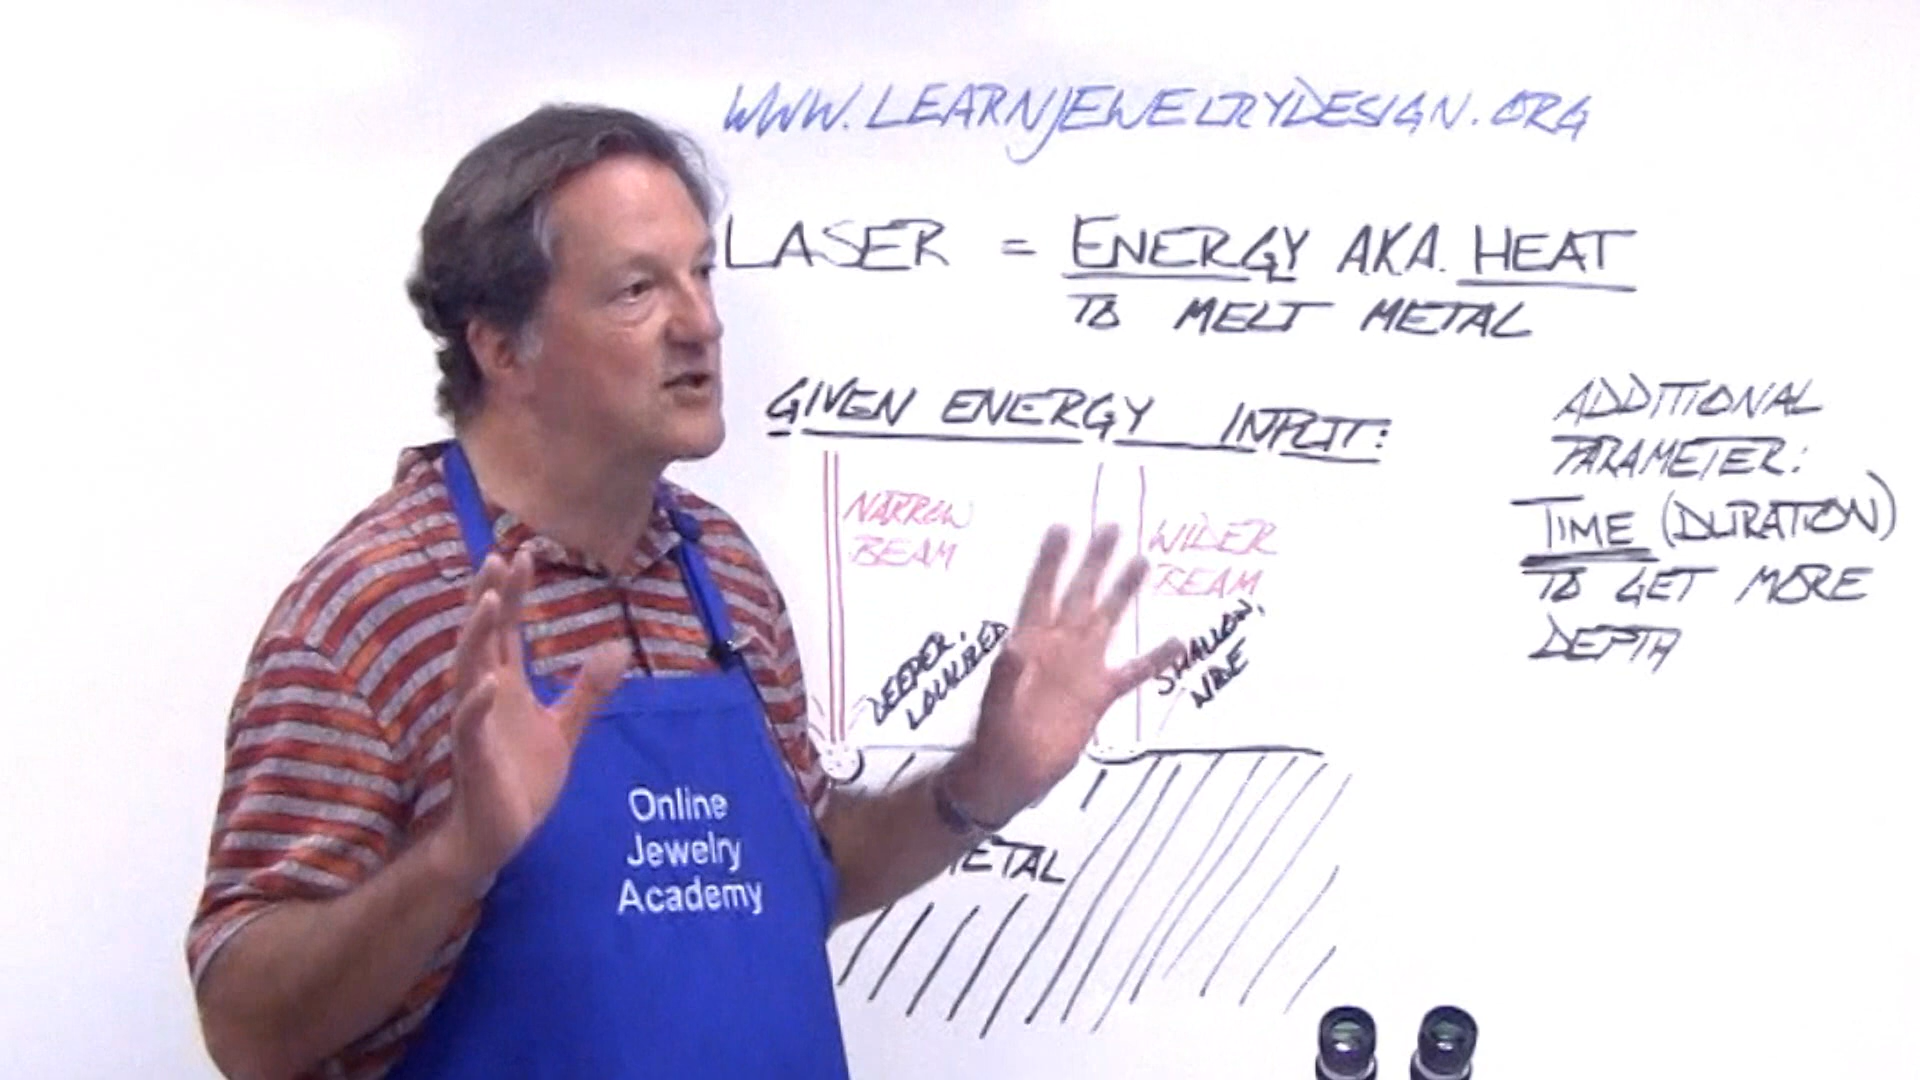 WWW.LEARNJEWELRYDESIGN.ORG
LASER = ENERGY AKA. HEAT
TO MELT METAL
GIVEN ENERGY INPUT:
NARROW
BEAM
DEEPER,
LOCALIZED
WIDER
BEAM
SHALLOW,
WIDE
ETAL
ADDITIONAL
PARAMETER:
TIME (DURATION)
TO GET MORE
DEPTH
Online
Jewelry
Academy